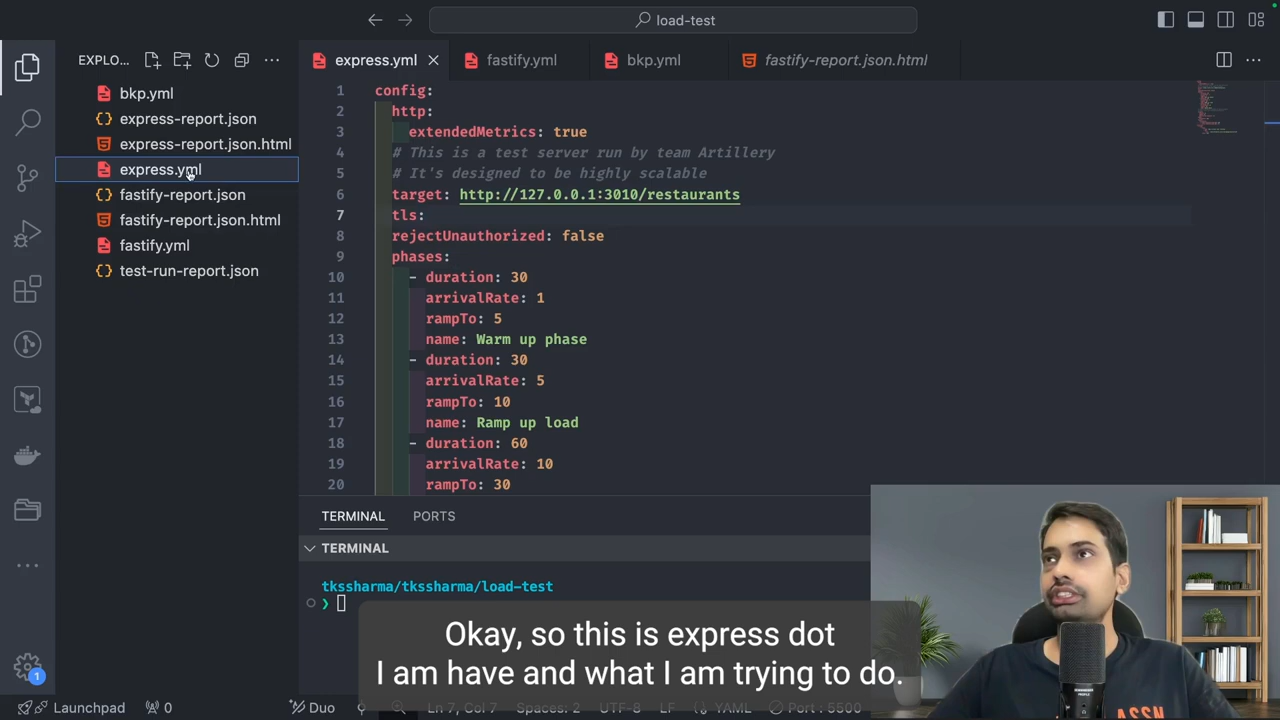 load-test
EXPLO...
bkp.yml
express-report.json
express-report.json.html
express.yml
fastify-report.json
fastify-report.json.html
fastify.yml
test-run-report.json
express.yml
fastify.yml
bkp.yml
fastify-report.json.html
1 config:
2 http:
3 extendedMetrics: true
4 # This is a test server run by team Artillery
5 # It's designed to be highly scalable
6 target: http://127.0.0.1:3010/restaurants
7 tls:
8 rejectUnauthorized: false
9 phases:
10 - duration: 30
11 arrivalRate: 1
12 rampTo: 5
13 name: Warm up phase
14 - duration: 30
15 arrivalRate: 5
16 rampTo: 10
17 name: Ramp up load
18 - duration: 60
19 arrivalRate: 10
20 rampTo: 30
TERMINAL PORTS
TERMINAL
tkssharma/tkssharma/load-test
❯
Okay, so this is express dot
I am have and what I am trying to do.
1
Launchpad
0
Duo
Ln 7, Col 7
Spaces: 2
UTF-8
LF
YAML
Port : 5500